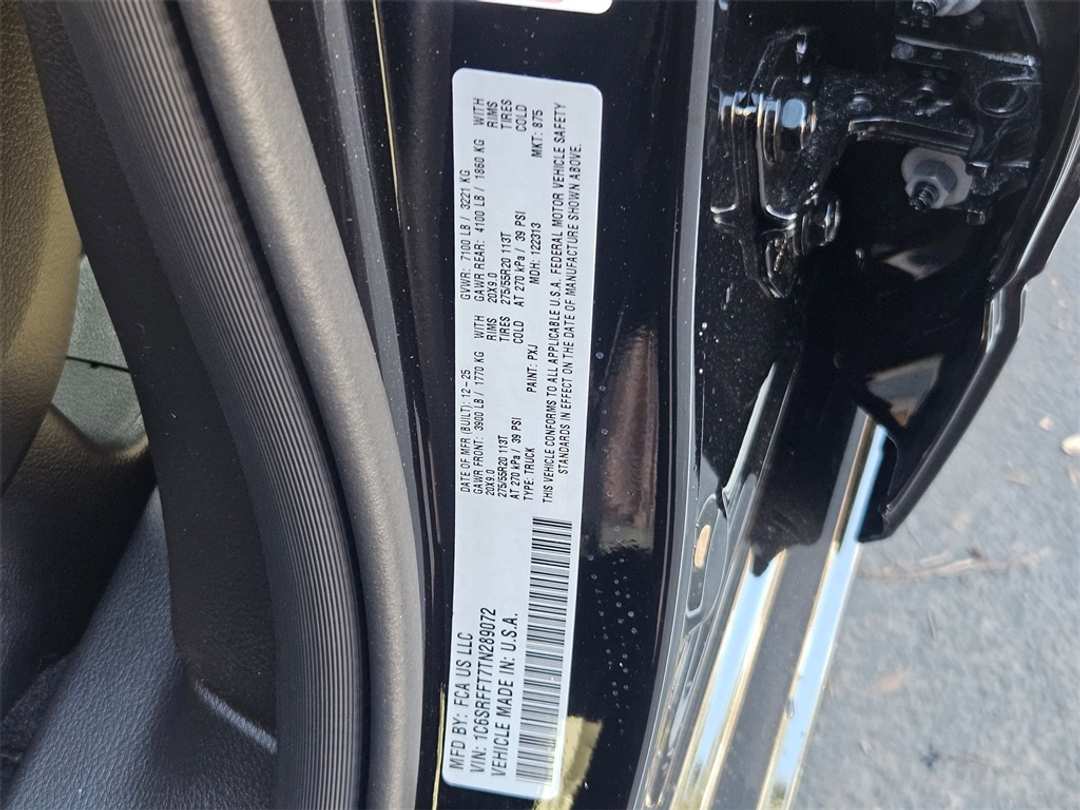 MFD BY: FCA US LLC
VIN: 1C6SRFFT7TN289072
VEHICLE MADE IN: U.S.A.
DATE OF MFR (BUILT): 12-25 GVWR: 7100 LB / 3221 KG
GAWR FRONT: 3900 LB / 1770 KG WITH GAWR REAR: 4100 LB / 1860 KG WITH
20X9.0 RIMS 20X9.0 RIMS
275/55R20 113T TIRES 275/55R20 113T TIRES
AT 270 kPa / 39 PSI COLD AT 270 kPa / 39 PSI COLD
TYPE: TRUCK PAINT: PXJ MDH: 122313 MKT: 875
THIS VEHICLE CONFORMS TO ALL APPLICABLE U.S.A. FEDERAL MOTOR VEHICLE SAFETY
STANDARDS IN EFFECT ON THE DATE OF MANUFACTURE SHOWN ABOVE.